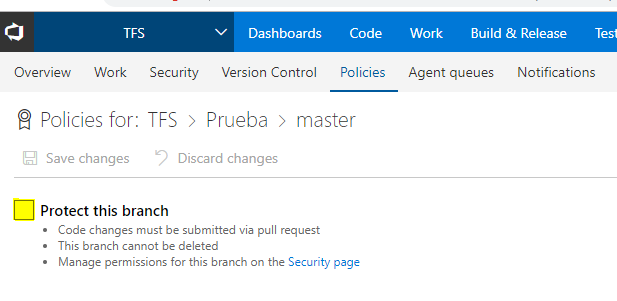 TFS Dashboards Code Work Build & Release
Overview Work Security Version Control Policies Agent queues Notifications
Policies for: TFS > Prueba > master
Save changes Discard changes
Protect this branch
Code changes must be submitted via pull request
This branch cannot be deleted
Manage permissions for this branch on the Security page